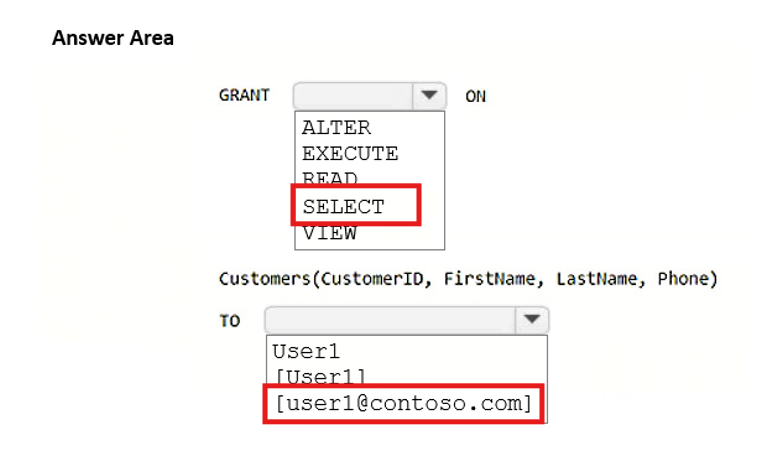 Answer Area
GRANT ON
ALTER
EXECUTE
READ
SELECT
VIEW
Customers(CustomerID, FirstName, LastName, Phone)
TO
User1
[User1]
[user1@contoso.com]